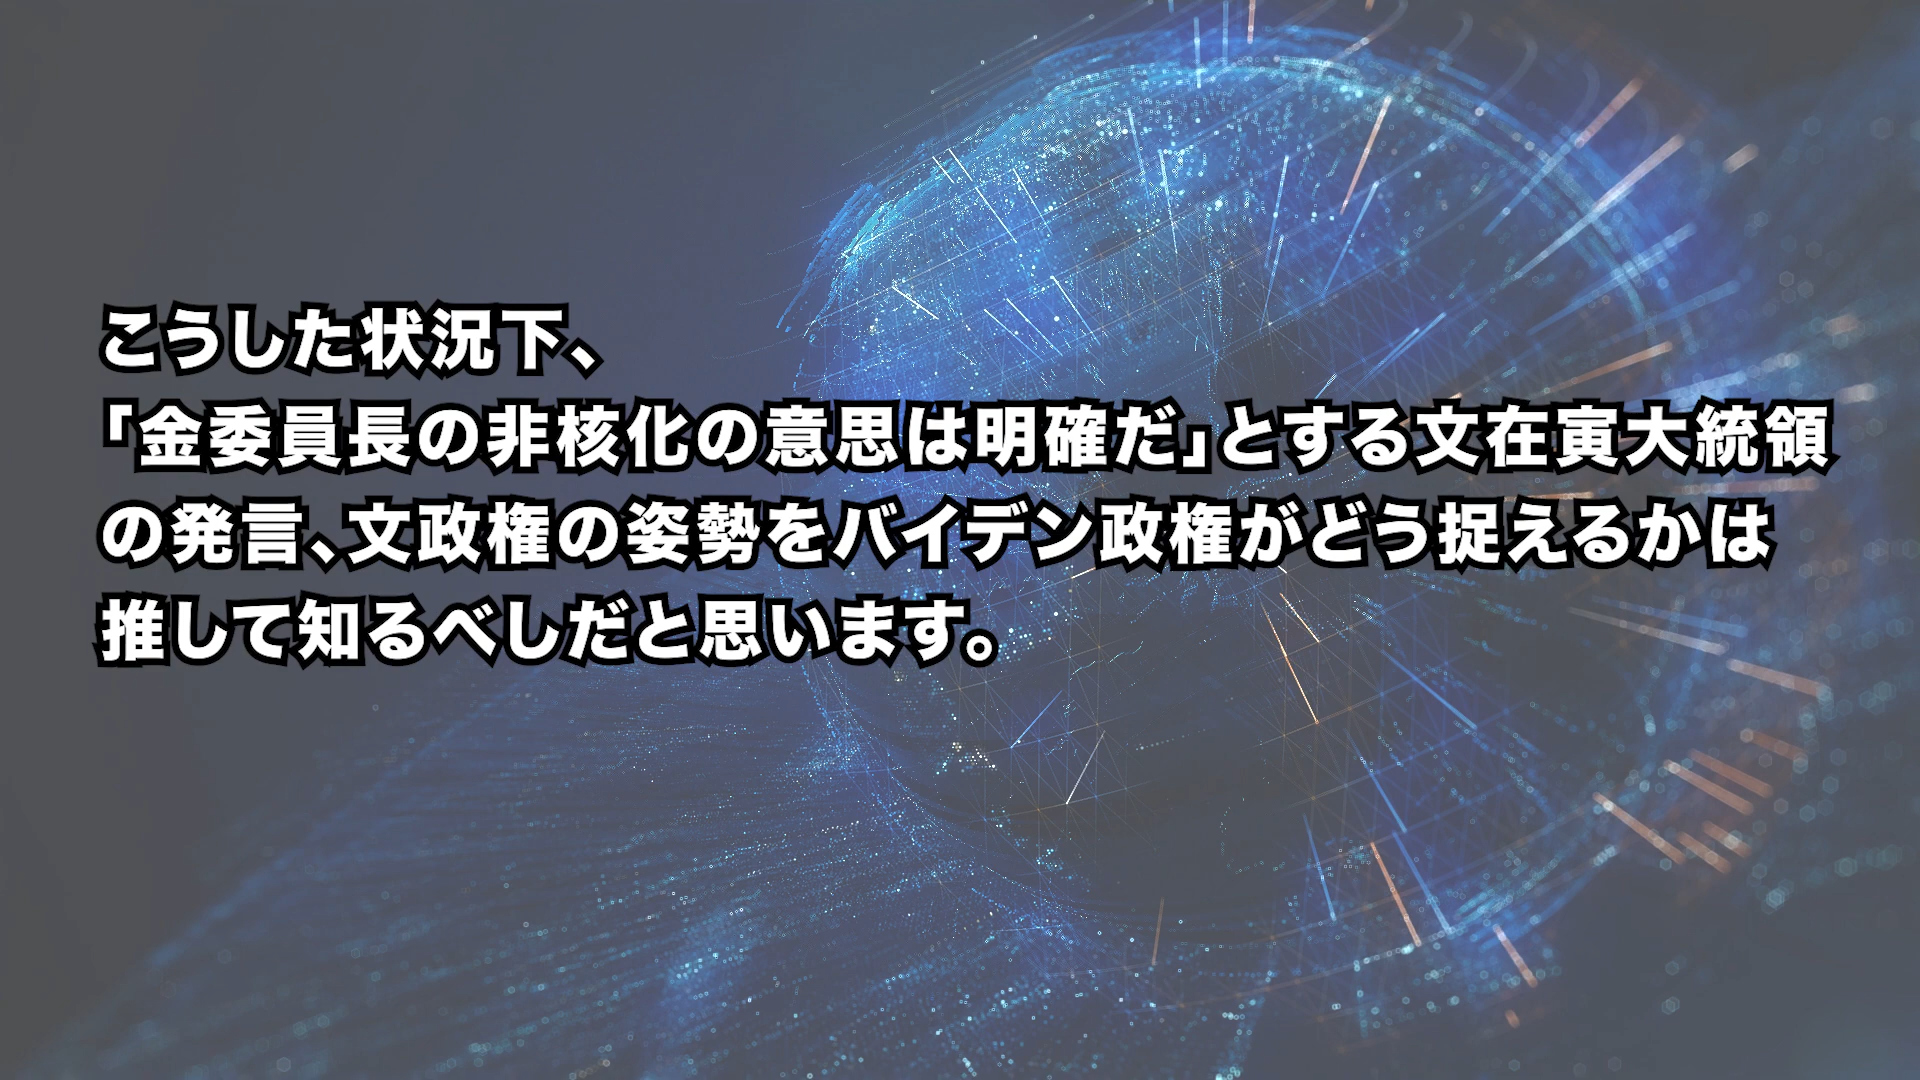 こうした状況下、
｢金委員長の非核化の意思は明確だ｣とする文在寅大統領
の発言､文政権の姿勢をバイデン政権がどう捉えるかは
推して知るべしだと思います。